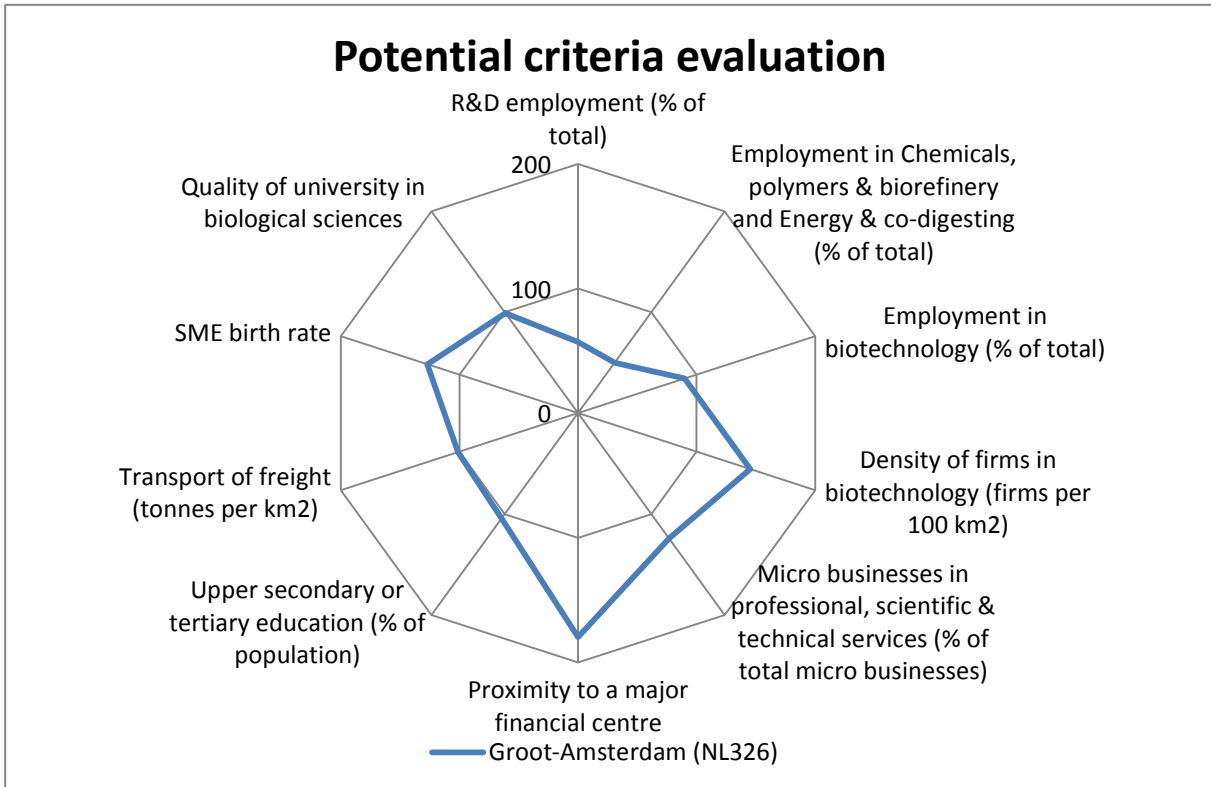 Potential criteria evaluation
R&D employment (% of
total)
Employment in Chemicals,
polymers & biorefinery
and Energy & co-digesting
(% of total)
Employment in
biotechnology (% of total)
Density of firms in
biotechnology (firms per
100 km2)
Micro businesses in
professional, scientific &
technical services (% of
total micro businesses)
Proximity to a major
financial centre
Upper secondary or
tertiary education (% of
population)
Transport of freight
(tonnes per km2)
SME birth rate
Quality of university in
biological sciences
200
100
0
Groot-Amsterdam (NL326)